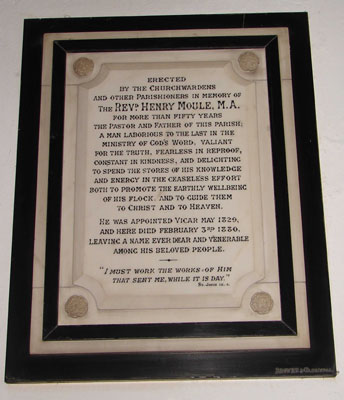 ERECTED
BY THE CHURCHWARDENS
AND OTHER PARISHIONERS IN MEMORY OF
THE REVD. HENRY MOULE, M.A.
FOR MORE THAN FIFTY YEARS
THE PASTOR AND FATHER OF THIS PARISH;
A MAN LABORIOUS TO THE LAST IN THE
MINISTRY OF GOD'S WORD, VALIANT
FOR THE TRUTH, FEARLESS IN REPROOF,
CONSTANT IN KINDNESS, AND DELIGHTING
TO SPEND THE STORES OF HIS KNOWLEDGE
AND ENERGY IN THE CEASELESS EFFORT
BOTH TO PROMOTE THE EARTHLY WELLBEING
OF HIS FLOCK, AND TO GUIDE THEM
TO CHRIST AND TO HEAVEN.
HE WAS APPOINTED VICAR MAY 1829,
AND HERE DIED FEBRUARY 3RD 1880,
LEAVING A NAME EVER DEAR AND VENERABLE
AMONG HIS BELOVED PEOPLE.
"I MUST WORK THE WORKS OF HIM
THAT SENT ME, WHILE IT IS DAY."
ST. JOHN IX. 4.